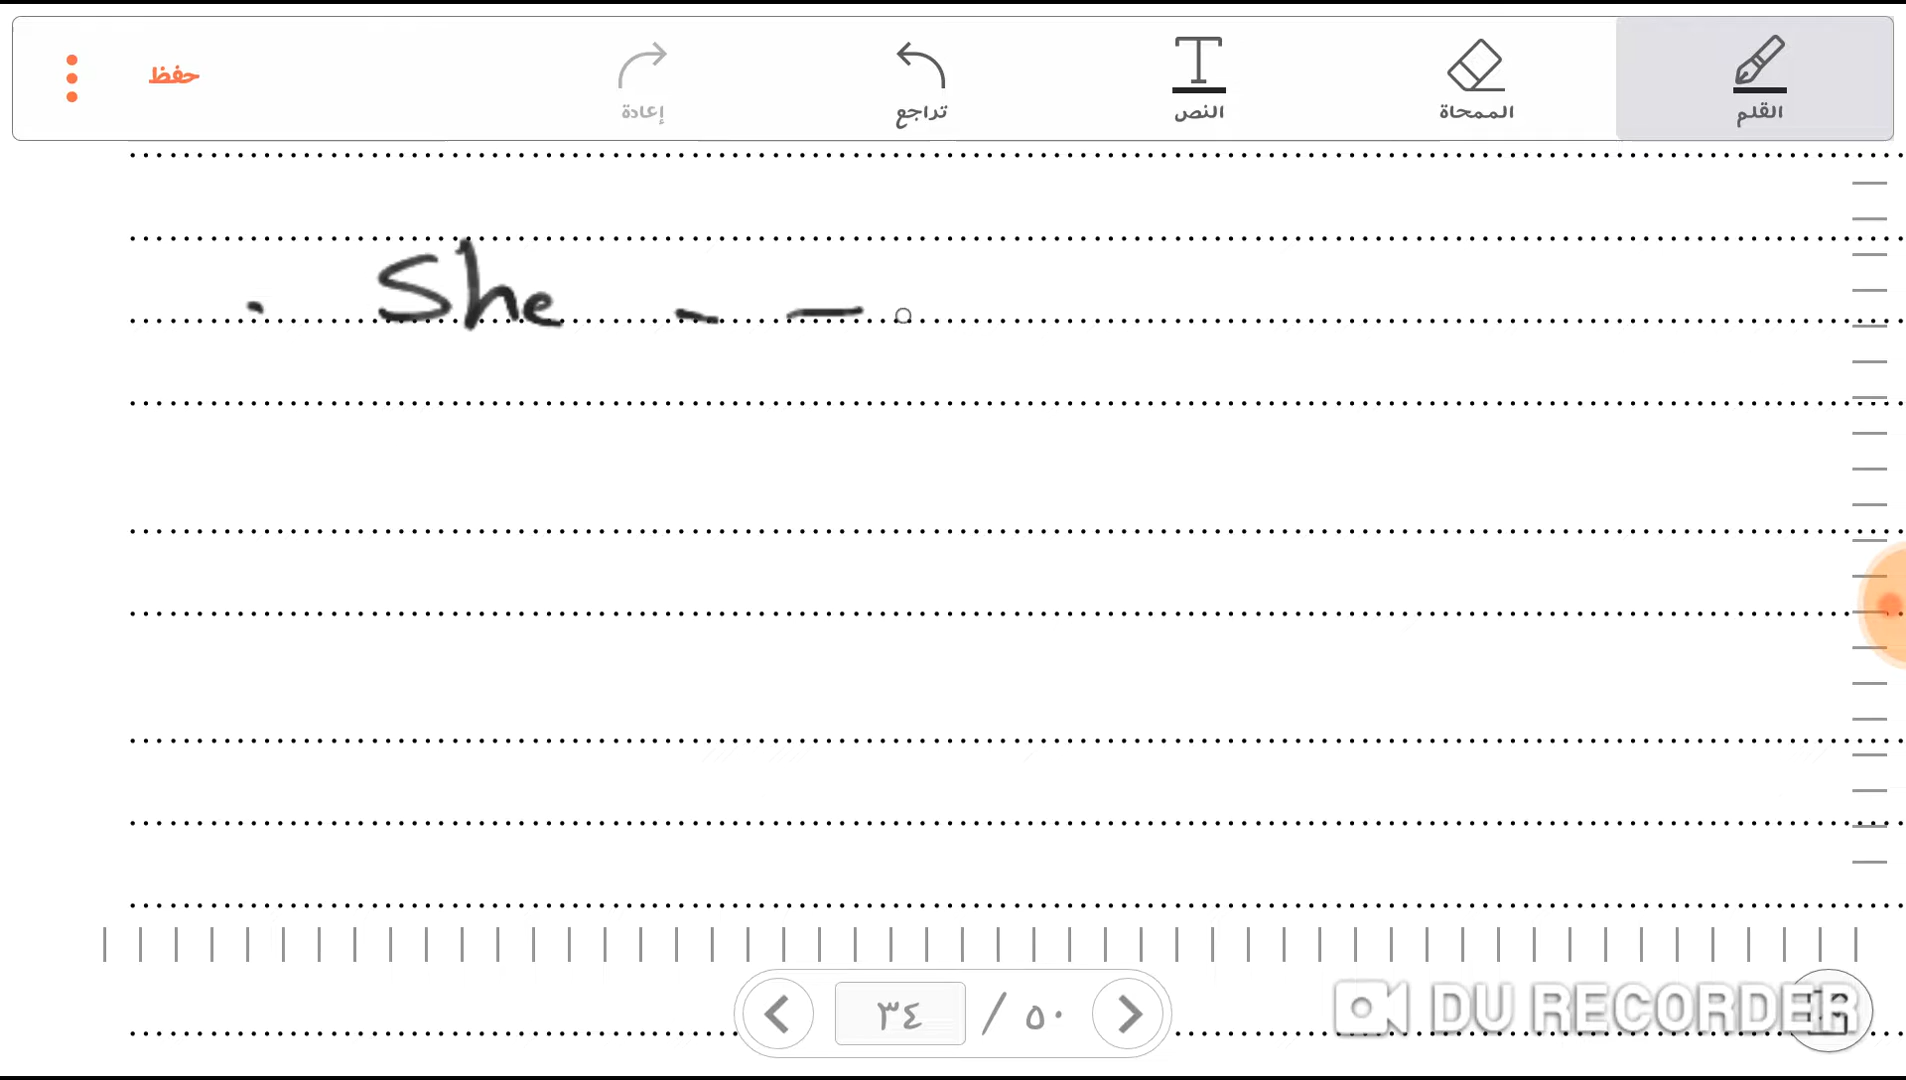 حفظ إعادة تراجع النص الممحاة القلم
. She - —
٣٤ / ٥٠
DU RECORDER